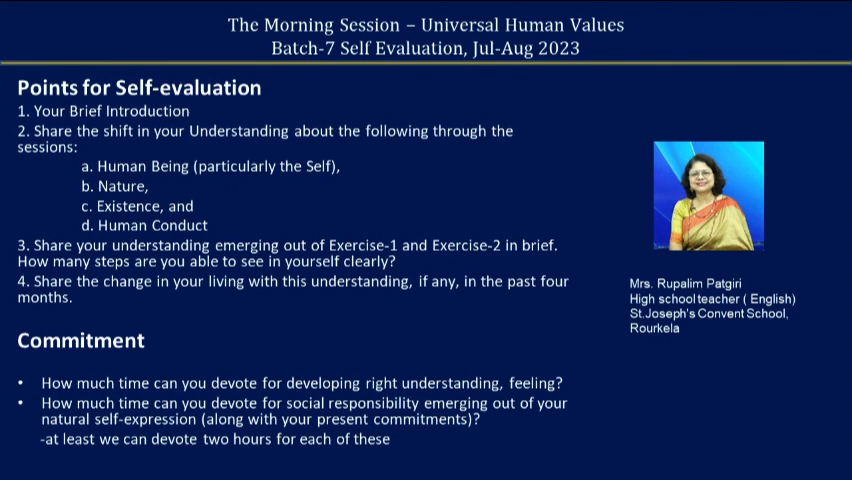 The Morning Session – Universal Human Values
Batch-7 Self Evaluation, Jul-Aug 2023
Points for Self-evaluation
1. Your Brief Introduction
2. Share the shift in your Understanding about the following through the
sessions:
a. Human Being (particularly the Self),
b. Nature,
c. Existence, and
d. Human Conduct
3. Share your understanding emerging out of Exercise-1 and Exercise-2 in brief.
How many steps are you able to see in yourself clearly?
4. Share the change in your living with this understanding, if any, in the past four
months.
Commitment
• How much time can you devote for developing right understanding, feeling?
• How much time can you devote for social responsibility emerging out of your
natural self-expression (along with your present commitments)?
-at least we can devote two hours for each of these
Mrs. Rupalim Patgiri
High school teacher ( English)
St.Joseph's Convent School,
Rourkela